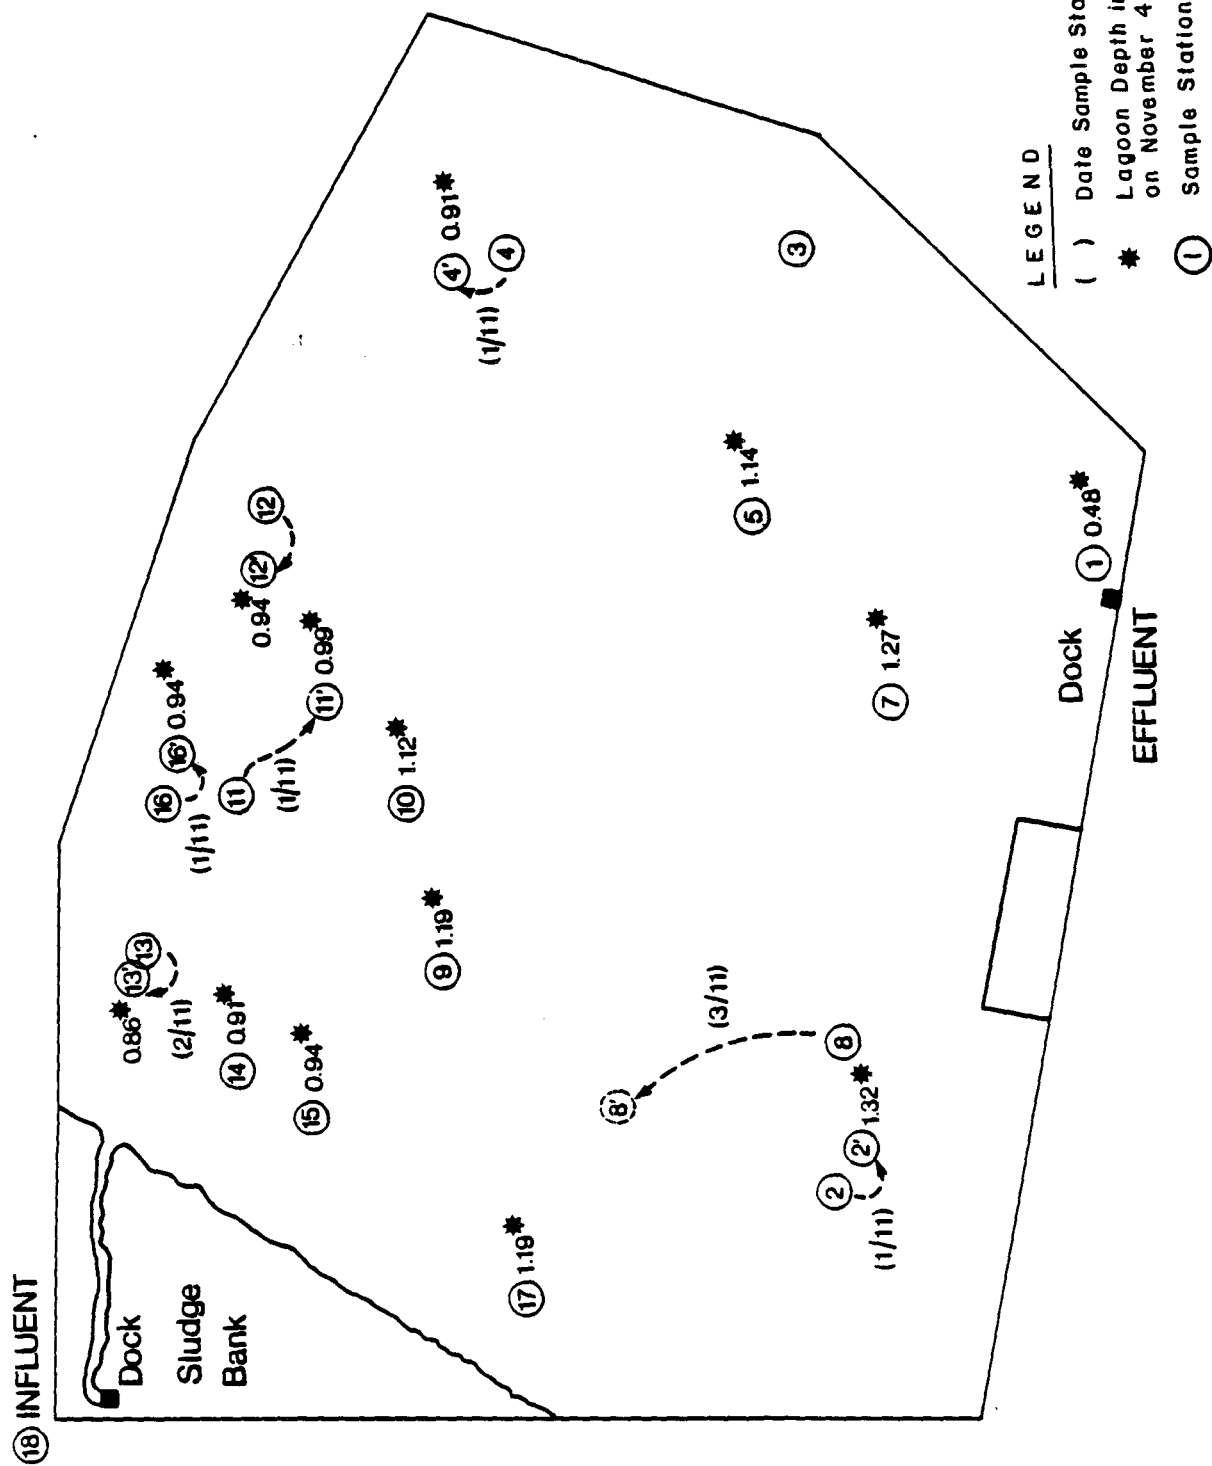 18 INFLUENT
Dock
Sludge
Bank
0.86
13' 13
(2/11)
16
16' 0.94
(1/11)
14 0.91
11
(1/11)
12
12'
0.94
15 0.94
11' 0.99
10 1.12
9 1.19
4' 0.91
4
(1/11)
17 1.19
8'
(3/11)
5 1.14
3
2
8
2' 1.32
(1/11)
7 1.27
Dock
1 0.48
EFFLUENT
LEGEND
( ) Date Sample Sta
Lagoon Depth in
on November 4
1 Sample Station